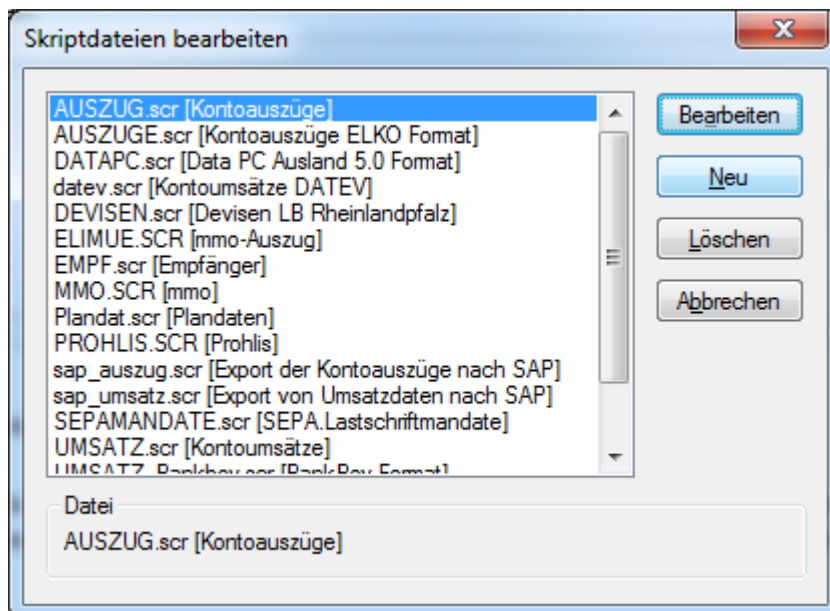 Skriptdateien bearbeiten
AUSZUG.scr [Kontoauszüge]
AUSZUGE.scr [Kontoauszüge ELKO Format]
DATAPC.scr [Data PC Ausland 5.0 Format]
datev.scr [Kontoumsätze DATEV]
DEVISEN.scr [Devisen LB Rheinlandpfalz]
ELIMUE.SCR [mmo-Auszug]
EMPF.scr [Empfänger]
MMO.SCR [mmo]
Plandat.scr [Plandaten]
PROHLIS.SCR [Prohlis]
sap_auszug.scr [Export der Kontoauszüge nach SAP]
sap_umsatz.scr [Export von Umsatzdaten nach SAP]
SEPAMANDATE.scr [SEPA.Lastschriftmandate]
UMSATZ.scr [Kontoumsätze]
Bearbeiten
Neu
Löschen
Abbrechen
Datei
AUSZUG.scr [Kontoauszüge]